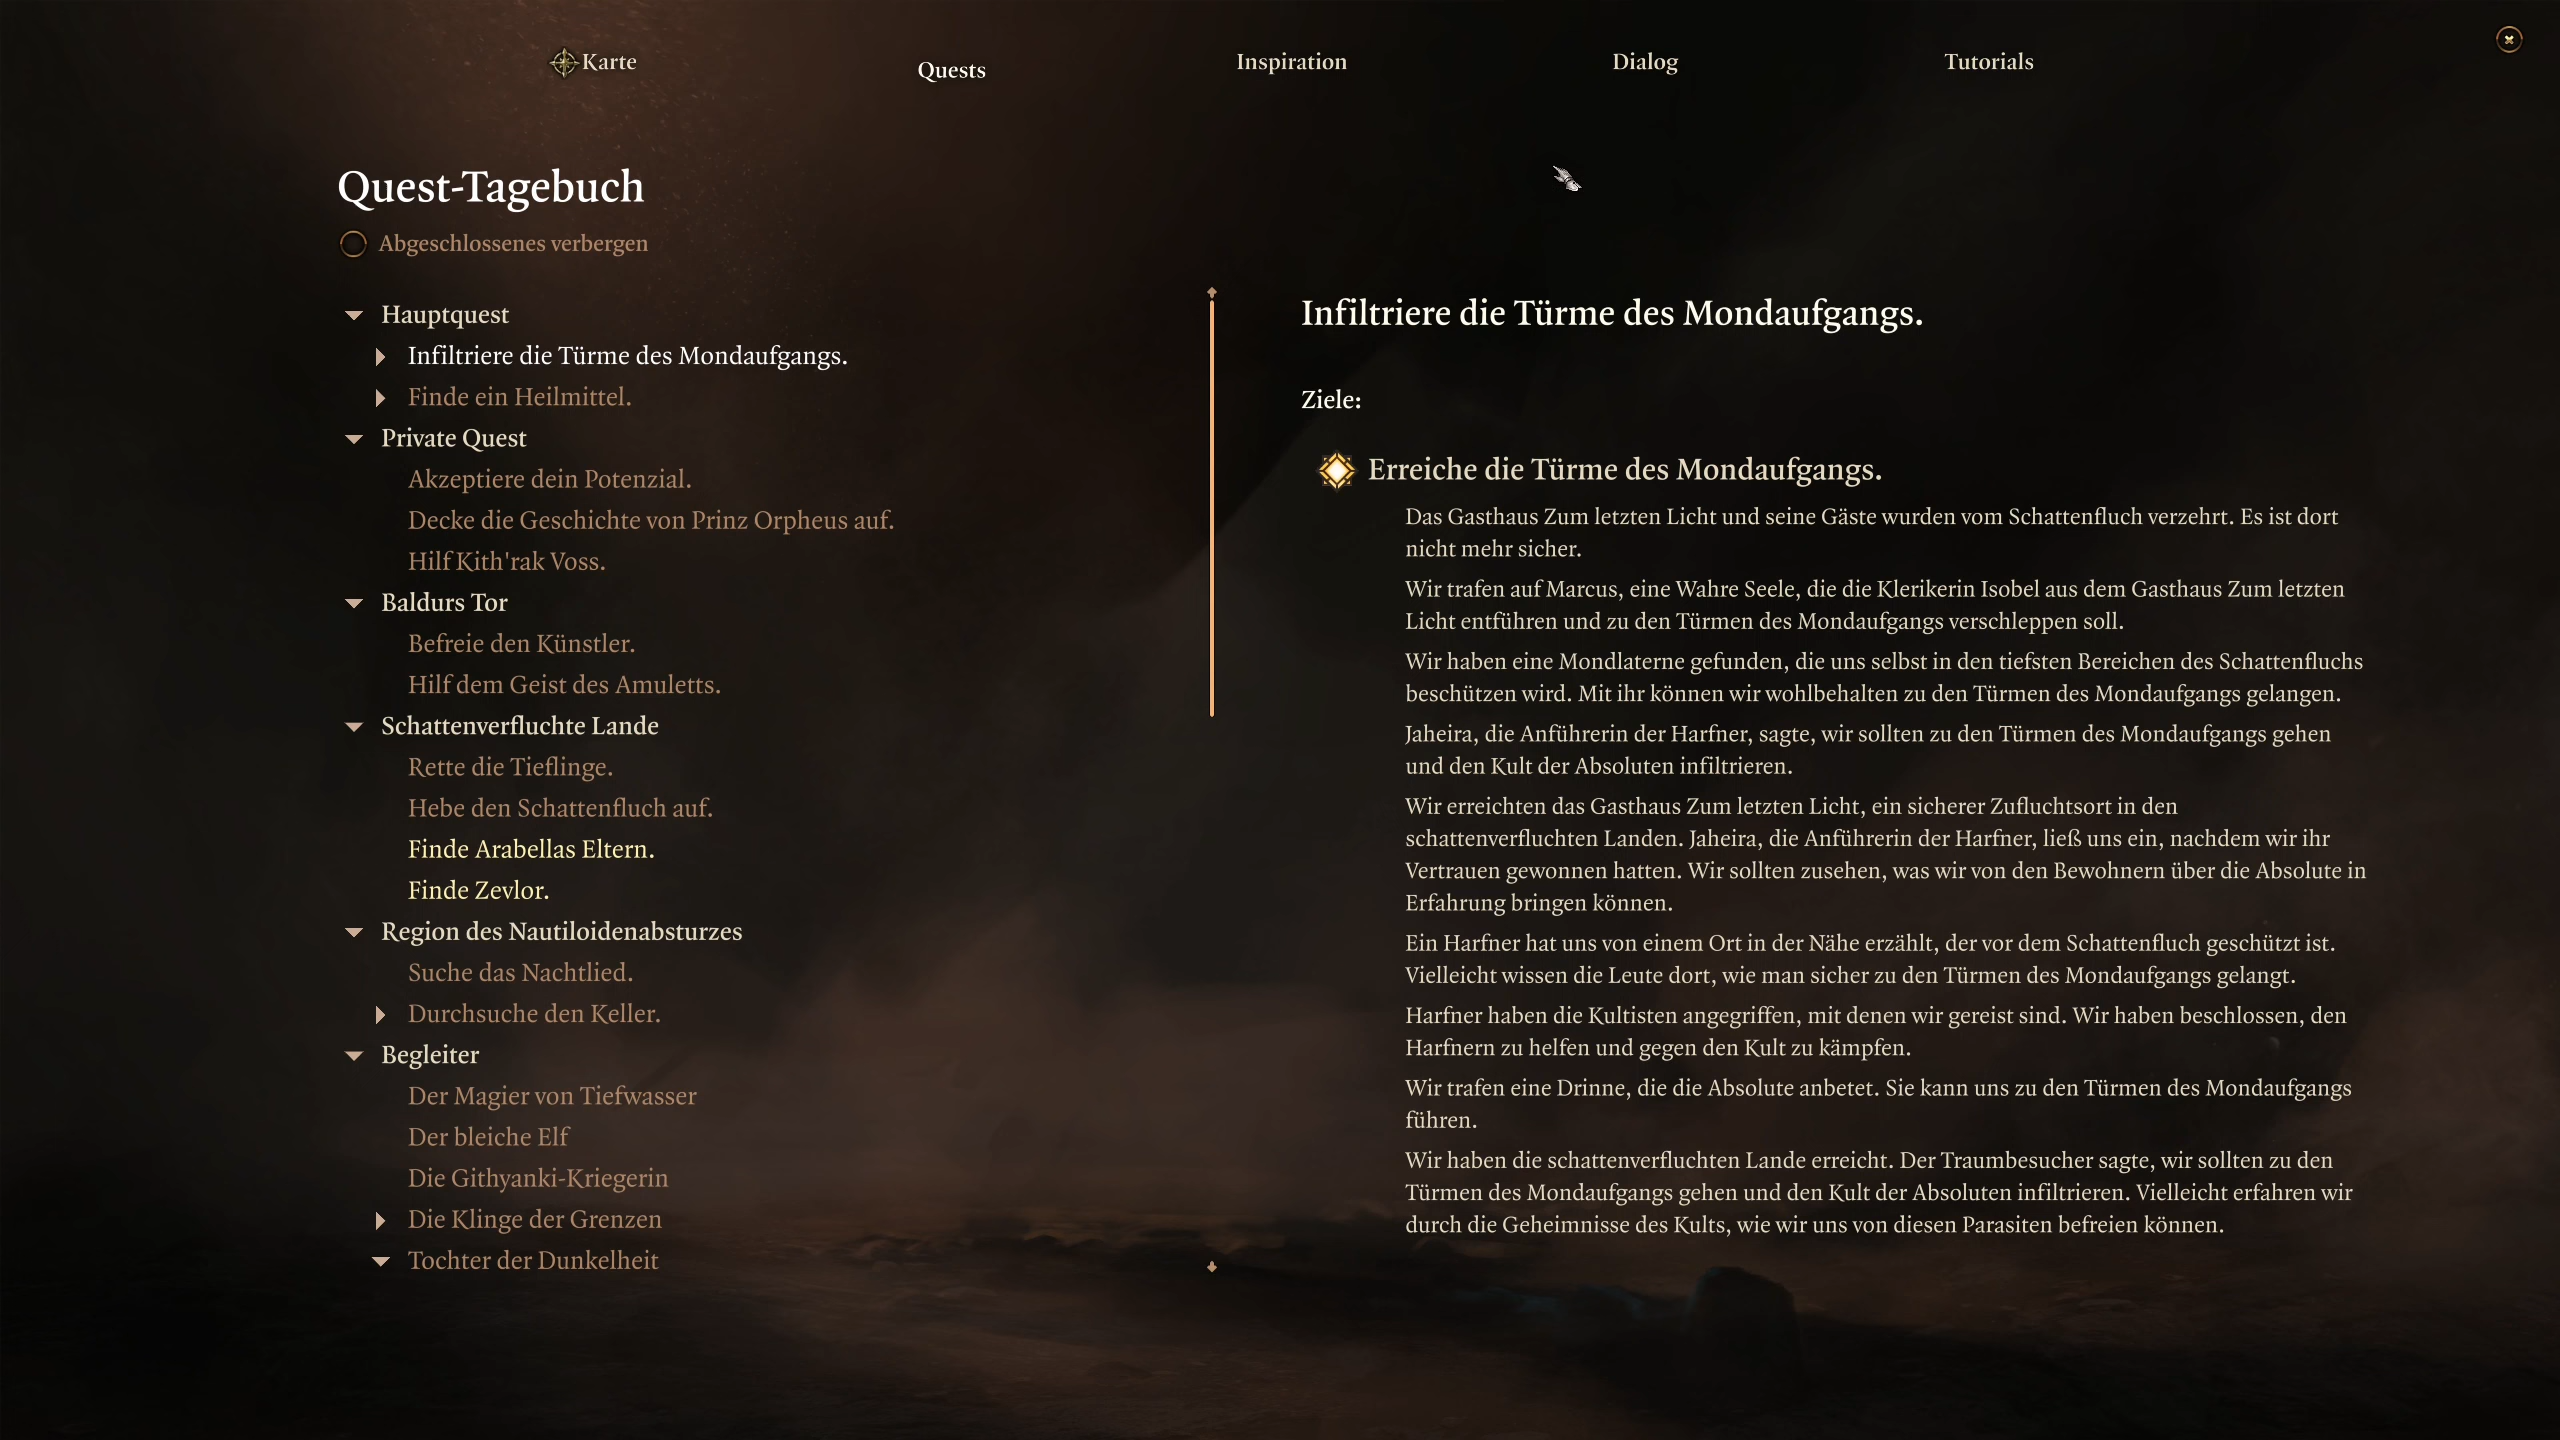 Karte
Quests
Inspiration
Dialog
Tutorials
Quest-Tagebuch
Abgeschlossenes verbergen
Hauptquest
Infiltriere die Türme des Mondaufgangs.
Finde ein Heilmittel.
Private Quest
Akzeptiere dein Potenzial.
Decke die Geschichte von Prinz Orpheus auf.
Hilf Kith'rak Voss.
Baldurs Tor
Befreie den Künstler.
Hilf dem Geist des Amuletts.
Schattenverfluchte Lande
Rette die Tieflinge.
Hebe den Schattenfluch auf.
Finde Arabellas Eltern.
Finde Zevlor.
Region des Nautiloidenabsturzes
Suche das Nachtlied.
Durchsuche den Keller.
Begleiter
Der Magier von Tiefwasser
Der bleiche Elf
Die Githyanki-Kriegerin
Die Klinge der Grenzen
Tochter der Dunkelheit
Infiltriere die Türme des Mondaufgangs.
Ziele:
Erreiche die Türme des Mondaufgangs.
Das Gasthaus Zum letzten Licht und seine Gäste wurden vom Schattenfluch verzehrt. Es ist dort
nicht mehr sicher.
Wir trafen auf Marcus, eine Wahre Seele, die die Klerikerin Isobel aus dem Gasthaus Zum letzten
Licht entführen und zu den Türmen des Mondaufgangs verschleppen soll.
Wir haben eine Mondlaterne gefunden, die uns selbst in den tiefsten Bereichen des Schattenfluchs
beschützen wird. Mit ihr können wir wohlbehalten zu den Türmen des Mondaufgangs gelangen.
Jaheira, die Anführerin der Harfner, sagte, wir sollten zu den Türmen des Mondaufgangs gehen
und den Kult der Absoluten infiltrieren.
Wir erreichten das Gasthaus Zum letzten Licht, ein sicherer Zufluchtsort in den
schattenverfluchten Landen. Jaheira, die Anführerin der Harfner, ließ uns ein, nachdem wir ihr
Vertrauen gewonnen hatten. Wir sollten zusehen, was wir von den Bewohnern über die Absolute in
Erfahrung bringen können.
Ein Harfner hat uns von einem Ort in der Nähe erzählt, der vor dem Schattenfluch geschützt ist.
Vielleicht wissen die Leute dort, wie man sicher zu den Türmen des Mondaufgangs gelangt.
Harfner haben die Kultisten angegriffen, mit denen wir gereist sind. Wir haben beschlossen, den
Harfnern zu helfen und gegen den Kult zu kämpfen.
Wir trafen eine Drinne, die die Absolute anbetet. Sie kann uns zu den Türmen des Mondaufgangs
führen.
Wir haben die schattenverfluchten Lande erreicht. Der Traumbesucher sagte, wir sollten zu den
Türmen des Mondaufgangs gehen und den Kult der Absoluten infiltrieren. Vielleicht erfahren wir
durch die Geheimnisse des Kults, wie wir uns von diesen Parasiten befreien können.